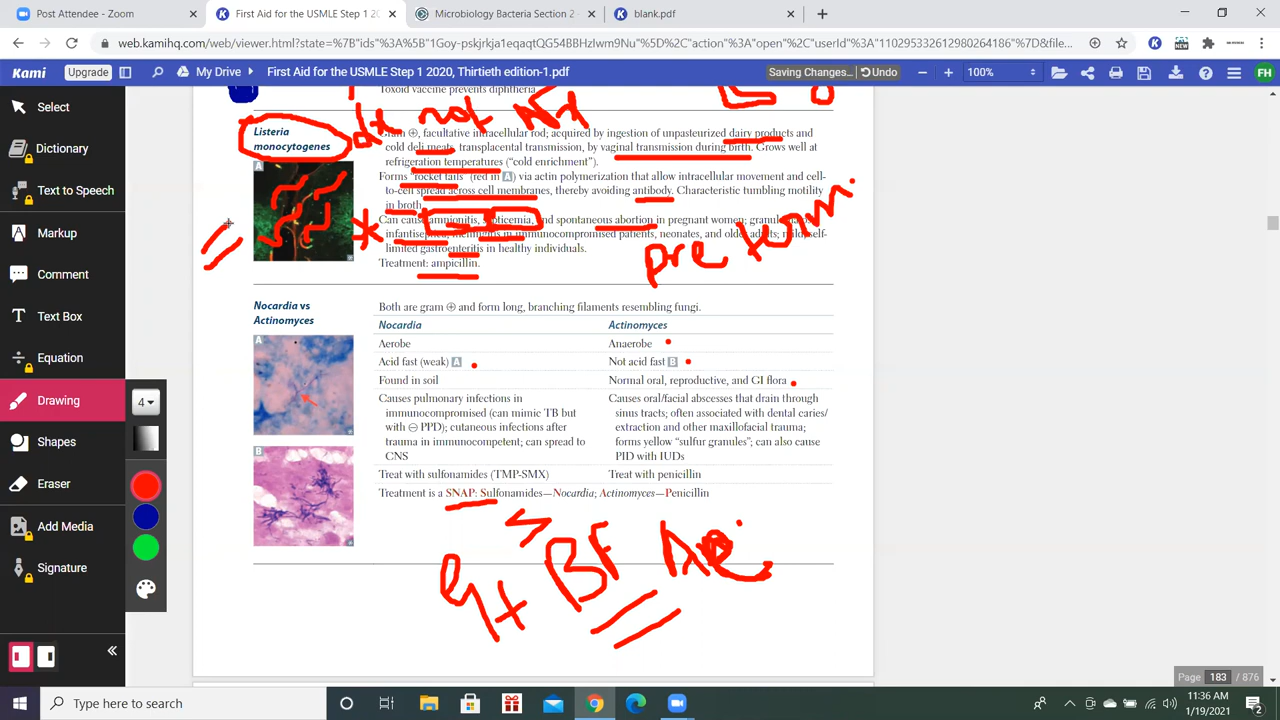 Post Attendee - Zoom
First Aid for the USMLE Step 1 20
Microbiology Bacteria Section 2 -
blank.pdf
web.kamihq.com/web/viewer.html?state=%7B"ids"%3A%5B"1Goy-pskjrkja1eqaqtQG54BBHzIwm9Nu"%5D%2C"action"%3A"open"%2C"userId"%3A"110295332612980264186"%7D&file...
Kami
Upgrade
My Drive
First Aid for the USMLE Step 1 2020, Thirtieth edition-1.pdf
Saving Changes...
Undo
100%
FH
Select
Dictionary
Text to Speech
Markup
Comment
Text Box
Equation
Drawing
Shapes
Eraser
Add Media
Signature
4
Toxoid vaccine prevents diphtheria
not
Listeria
monocytogenes
Gram ⊕, facultative intracellular rod; acquired by ingestion of unpasteurized dairy products and
cold deli meats, transplacental transmission, by vaginal transmission during birth. Grows well at
refrigeration temperatures ("cold enrichment").
Forms "rocket tails" (red in A) via actin polymerization that allow intracellular movement and cell-
to-cell spread across cell membranes, thereby avoiding antibody. Characteristic tumbling motility
in broth.
Can cause amnionitis, septicemia, and spontaneous abortion in pregnant women;
infantiseptica; meningitis in immunocompromised patients, neonates, and older adults; mild, self-
limited gastroenteritis in healthy individuals.
Treatment: ampicillin.
pre term.
Nocardia vs
Actinomyces
Both are gram ⊕ and form long, branching filaments resembling fungi.
Nocardia
Actinomyces
Aerobe
Anaerobe
Acid fast (weak) A
Not acid fast B
Found in soil
Normal oral, reproductive, and GI flora
Causes pulmonary infections in
immunocompromised (can mimic TB but
with ⊖ PPD); cutaneous infections after
trauma in immunocompetent; can spread to
CNS
Causes oral/facial abscesses that drain through
sinus tracts; often associated with dental caries/
extraction and other maxillofacial trauma;
forms yellow "sulfur granules"; can also cause
PID with IUDs
Treat with sulfonamides (TMP-SMX)
Treat with penicillin
Treatment is a SNAP: Sulfonamides—Nocardia; Actinomyces—Penicillin
A
A
B
G+ BF
Page 183 / 876
Type here to search
11:36 AM
1/19/2021
2